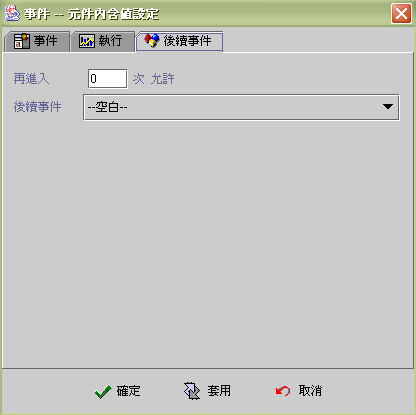 事件 -- 元件內含值設定
事件 執行 後續事件
再進入 0 次 允許
後續事件 --空白--
確定 套用 取消